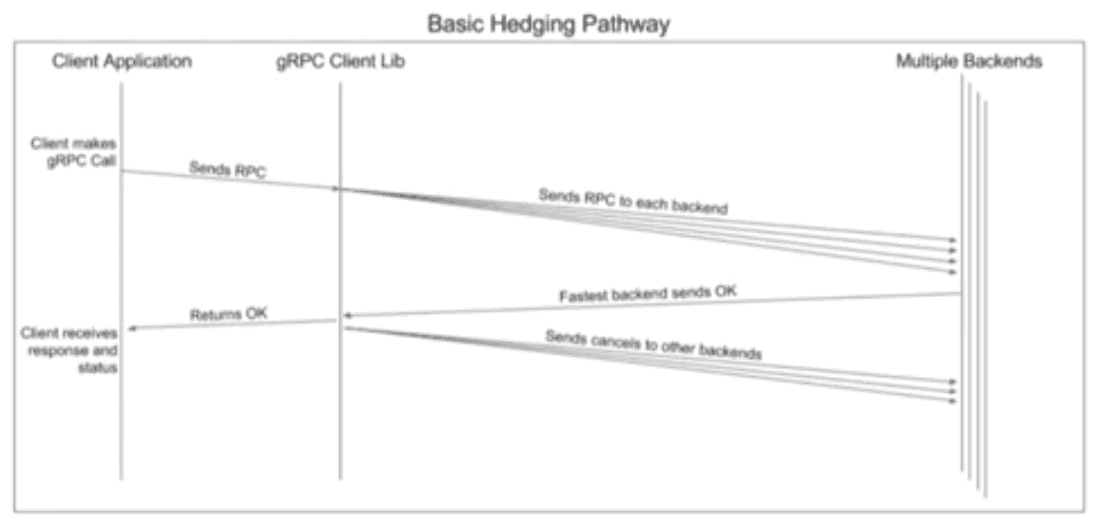 Basic Hedging Pathway
Client Application
gRPC Client Lib
Multiple Backends
Client makes
gRPC Call
Sends RPC
Sends RPC to each backend
Fastest backend sends OK
Returns OK
Client receives
response and
status
Sends cancels to other backends